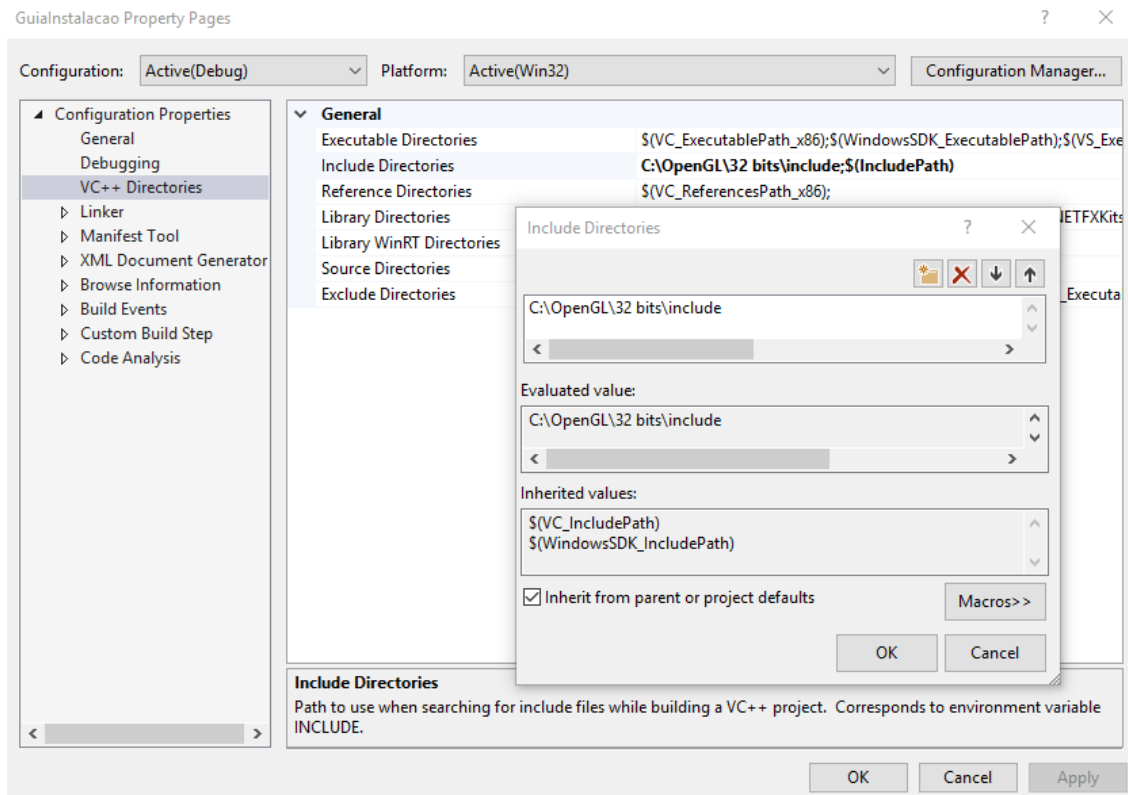 GuiaInstalacao Property Pages
Configuration: Active(Debug) Platform: Active(Win32) Configuration Manager...
Configuration Properties
General
Debugging
VC++ Directories
Linker
Manifest Tool
XML Document Generator
Browse Information
Build Events
Custom Build Step
Code Analysis
General
Executable Directories $(VC_ExecutablePath_x86);$(WindowsSDK_ExecutablePath);$(VS_Exe
Include Directories C:\OpenGL\32 bits\include;$(IncludePath)
Reference Directories $(VC_ReferencesPath_x86);
Library Directories NETFXKits
Library WinRT Directories
Source Directories
Exclude Directories _Executa
Include Directories
C:\OpenGL\32 bits\include
Evaluated value:
C:\OpenGL\32 bits\include
Inherited values:
$(VC_IncludePath)
$(WindowsSDK_IncludePath)
Inherit from parent or project defaults
Macros>>
OK Cancel
Include Directories
Path to use when searching for include files while building a VC++ project. Corresponds to environment variable
INCLUDE.
OK Cancel Apply